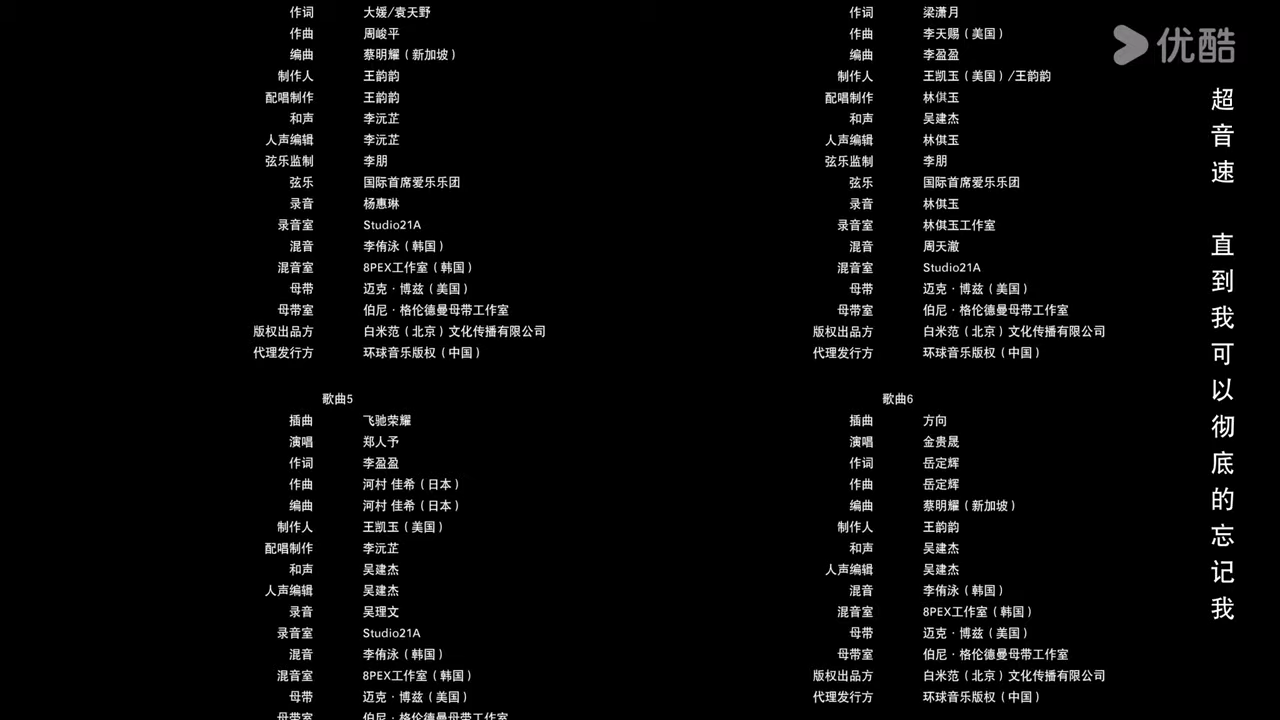 作词 大媛/袁天野
作曲 周峻平
编曲 蔡明耀（新加坡）
制作人 王韵韵
配唱制作 王韵韵
和声 李沅芷
人声编辑 李沅芷
弦乐监制 李朋
弦乐 国际首席爱乐乐团
录音 杨惠琳
录音室 Studio21A
混音 李侑泳（韩国）
混音室 8PEX工作室（韩国）
母带 迈克·博兹（美国）
母带室 伯尼·格伦德曼母带工作室
版权出品方 白米范（北京）文化传播有限公司
代理发行方 环球音乐版权（中国）
歌曲5
插曲 飞驰荣耀
演唱 郑人予
作词 李盈盈
作曲 河村 佳希（日本）
编曲 河村 佳希（日本）
制作人 王凯玉（美国）
配唱制作 李沅芷
和声 吴建杰
人声编辑 吴建杰
录音 吴理文
录音室 Studio21A
混音 李侑泳（韩国）
混音室 8PEX工作室（韩国）
母带 迈克·博兹（美国）
母带室 伯尼·格伦德曼母带工作室
作词 梁潇月
作曲 李天赐（美国）
编曲 李盈盈
制作人 王凯玉（美国）/王韵韵
配唱制作 林倛玉
和声 吴建杰
人声编辑 林倛玉
弦乐监制 李朋
弦乐 国际首席爱乐乐团
录音 林倛玉
录音室 林倛玉工作室
混音 周天澈
混音室 Studio21A
母带 迈克·博兹（美国）
母带室 伯尼·格伦德曼母带工作室
版权出品方 白米范（北京）文化传播有限公司
代理发行方 环球音乐版权（中国）
歌曲6
插曲 方向
演唱 金贵晟
作词 岳定辉
作曲 岳定辉
编曲 蔡明耀（新加坡）
制作人 王韵韵
和声 吴建杰
人声编辑 吴建杰
混音 李侑泳（韩国）
混音室 8PEX工作室（韩国）
母带 迈克·博兹（美国）
母带室 伯尼·格伦德曼母带工作室
版权出品方 白米范（北京）文化传播有限公司
代理发行方 环球音乐版权（中国）
优酷
超音速 直到我可以彻底的忘记我